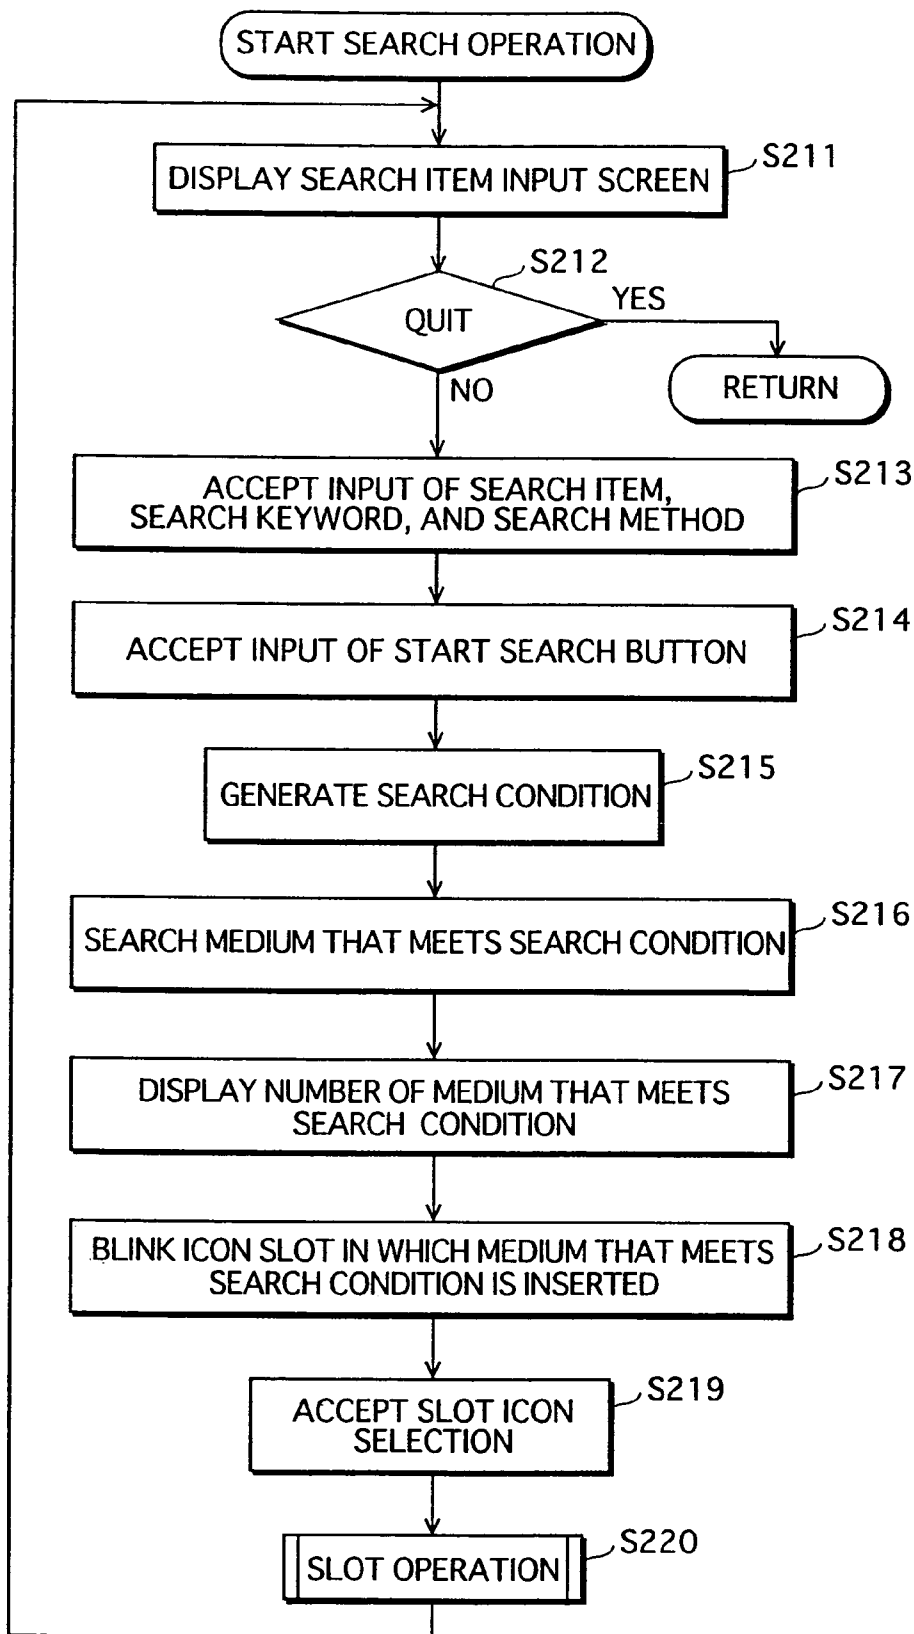 START SEARCH OPERATION
S211
DISPLAY SEARCH ITEM INPUT SCREEN
S212
QUIT
YES
RETURN
NO
S213
ACCEPT INPUT OF SEARCH ITEM,
SEARCH KEYWORD, AND SEARCH METHOD
S214
ACCEPT INPUT OF START SEARCH BUTTON
S215
GENERATE SEARCH CONDITION
S216
SEARCH MEDIUM THAT MEETS SEARCH CONDITION
S217
DISPLAY NUMBER OF MEDIUM THAT MEETS
SEARCH CONDITION
S218
BLINK ICON SLOT IN WHICH MEDIUM THAT MEETS
SEARCH CONDITION IS INSERTED
S219
ACCEPT SLOT ICON
SELECTION
S220
SLOT OPERATION